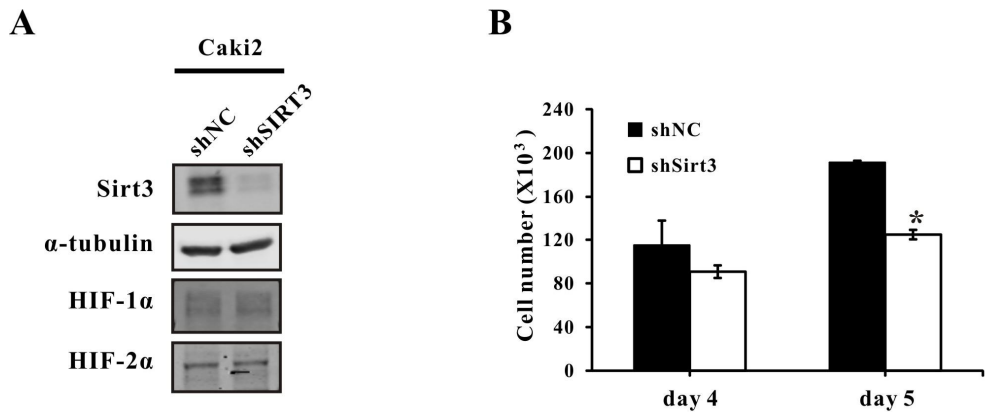 A
Caki2
shNC
shSIRT3
Sirt3
α-tubulin
HIF-1α
HIF-2α
B
Cell number (X10³)
240
200
160
120
80
40
0
shNC
shSirt3
*
day 4
day 5